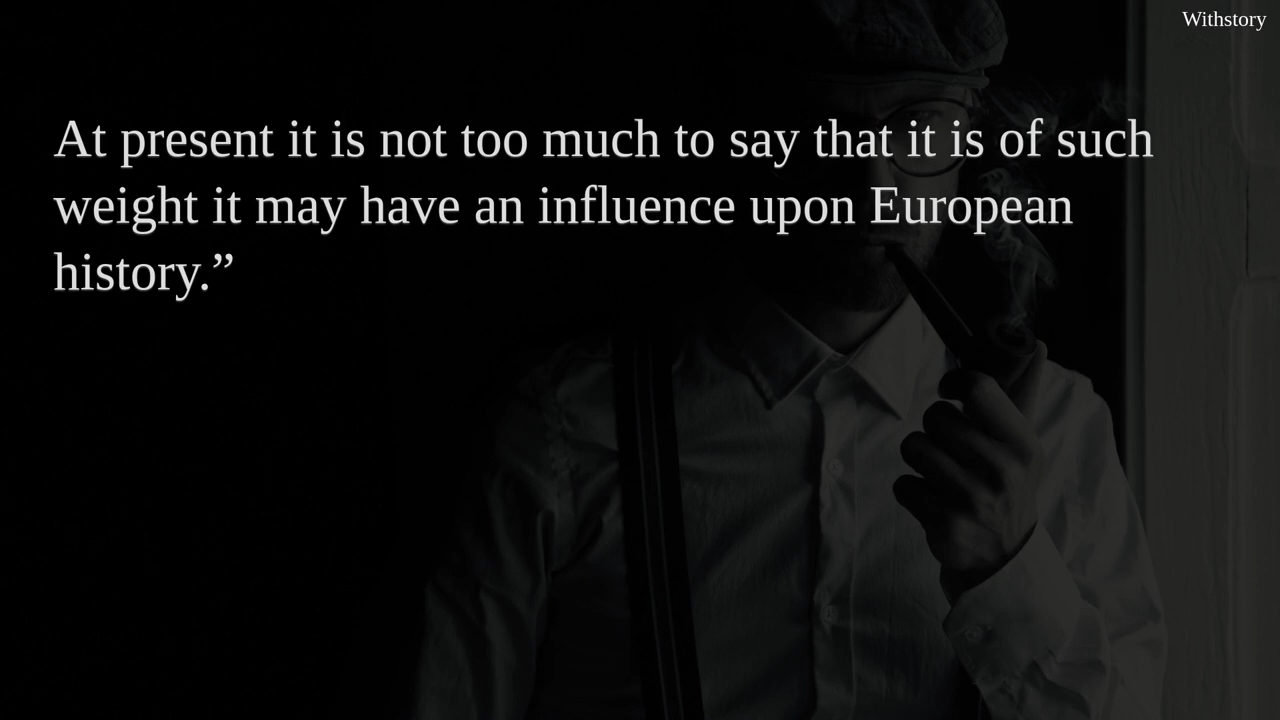 Withstory
At present it is not too much to say that it is of such
weight it may have an influence upon European
history.”